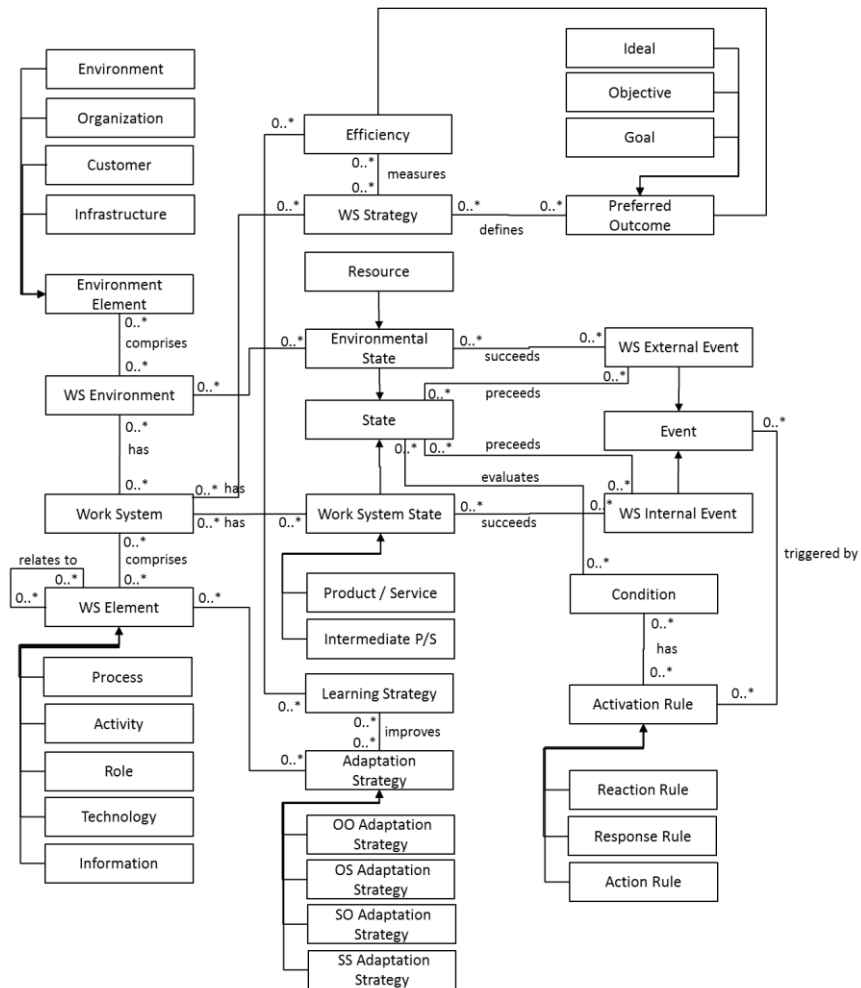 Ideal
Environment
Objective
Organization
0..*
Efficiency
Goal
Customer
0..*
measures
0..*
Infrastructure
0..*
WS Strategy
0..*
0..*
Preferred
Outcome
defines
Resource
Environment
Element
0..*
comprises
0..*
0..*
Environmental
State
0..*
succeeds
0..*
WS External Event
WS Environment
0..*
0..*
preceeds
0..*
0..*
State
Event
0..*
has
0..*
0..*
preceeds
evaluates
0..*
0..*
Work System
0..*
has
0..*
has
0..*
Work System State
0..*
succeeds
0..*
WS Internal Event
relates to
0..*
comprises
0..*
0..*
0..*
WS Element
0..*
triggered by
0..*
Condition
Product / Service
0..*
has
Intermediate P/S
0..*
Process
Learning Strategy
0..*
Activation Rule
0..*
Activity
0..*
improves
0..*
Role
0..*
Adaptation
Strategy
Reaction Rule
Technology
OO Adaptation
Strategy
Response Rule
Information
OS Adaptation
Strategy
Action Rule
SO Adaptation
Strategy
SS Adaptation
Strategy